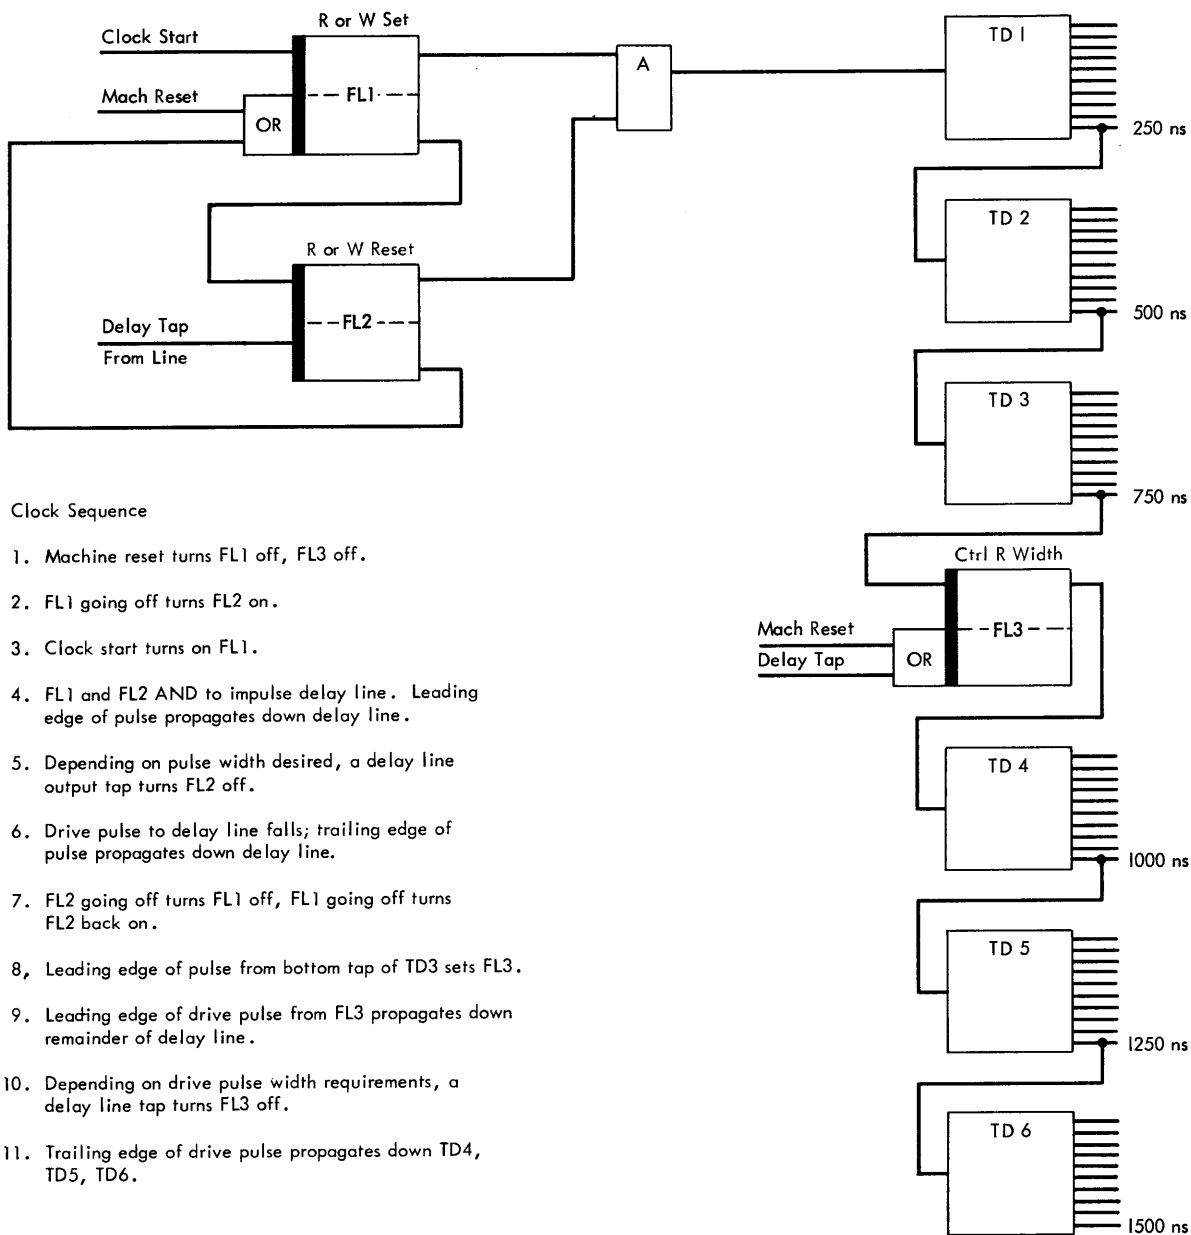 R or W Set
Clock Start
Mach Reset
OR
FL1
A
TD 1
250 ns
R or W Reset
Delay Tap
From Line
FL2
TD 2
500 ns
TD 3
750 ns
Ctrl R Width
Mach Reset
Delay Tap
OR
FL3
TD 4
1000 ns
TD 5
1250 ns
TD 6
1500 ns
Clock Sequence
1. Machine reset turns FL1 off, FL3 off.
2. FL1 going off turns FL2 on.
3. Clock start turns on FL1.
4. FL1 and FL2 AND to impulse delay line. Leading
edge of pulse propagates down delay line.
5. Depending on pulse width desired, a delay line
output tap turns FL2 off.
6. Drive pulse to delay line falls; trailing edge of
pulse propagates down delay line.
7. FL2 going off turns FL1 off, FL1 going off turns
FL2 back on.
8, Leading edge of pulse from bottom tap of TD3 sets FL3.
9. Leading edge of drive pulse from FL3 propagates down
remainder of delay line.
10. Depending on drive pulse width requirements, a
delay line tap turns FL3 off.
11. Trailing edge of drive pulse propagates down TD4,
TD5, TD6.